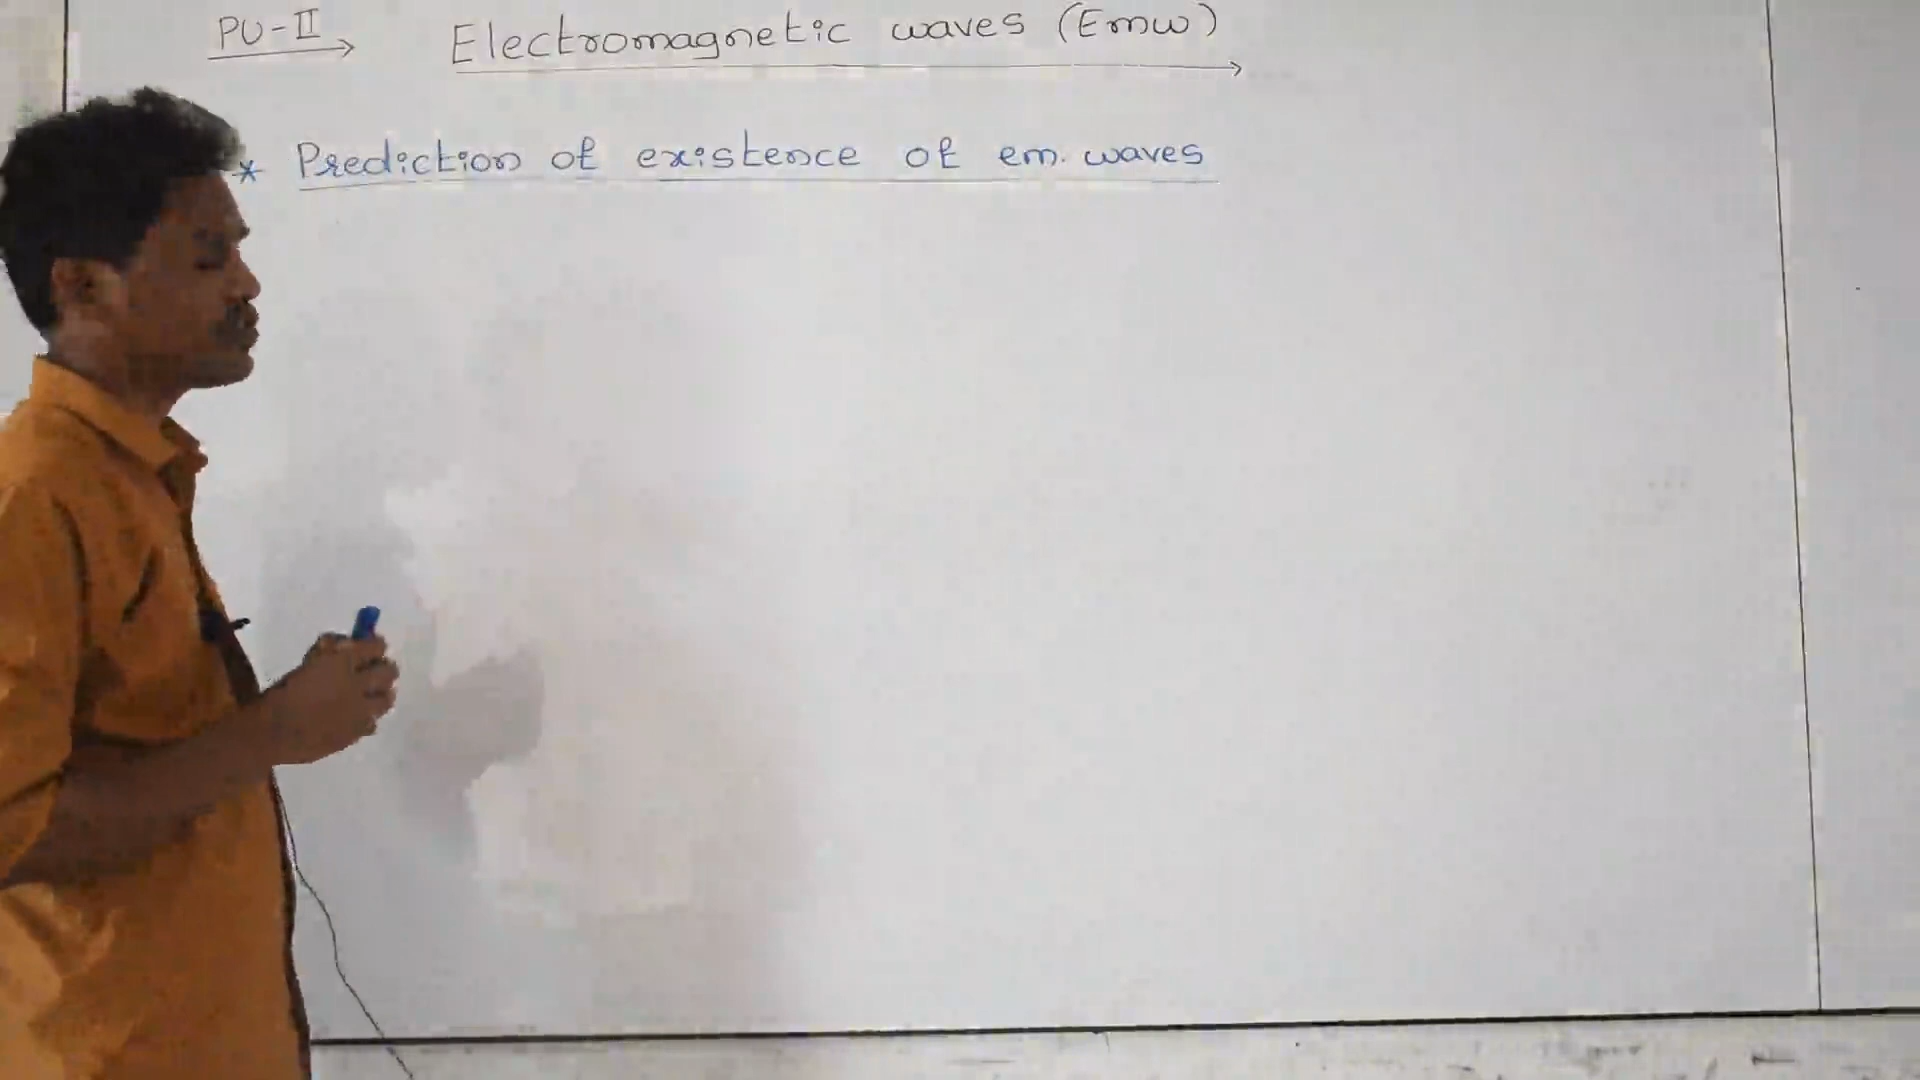 PU-II
Electromagnetic waves (Emw)
* Prediction of existence of em. waves